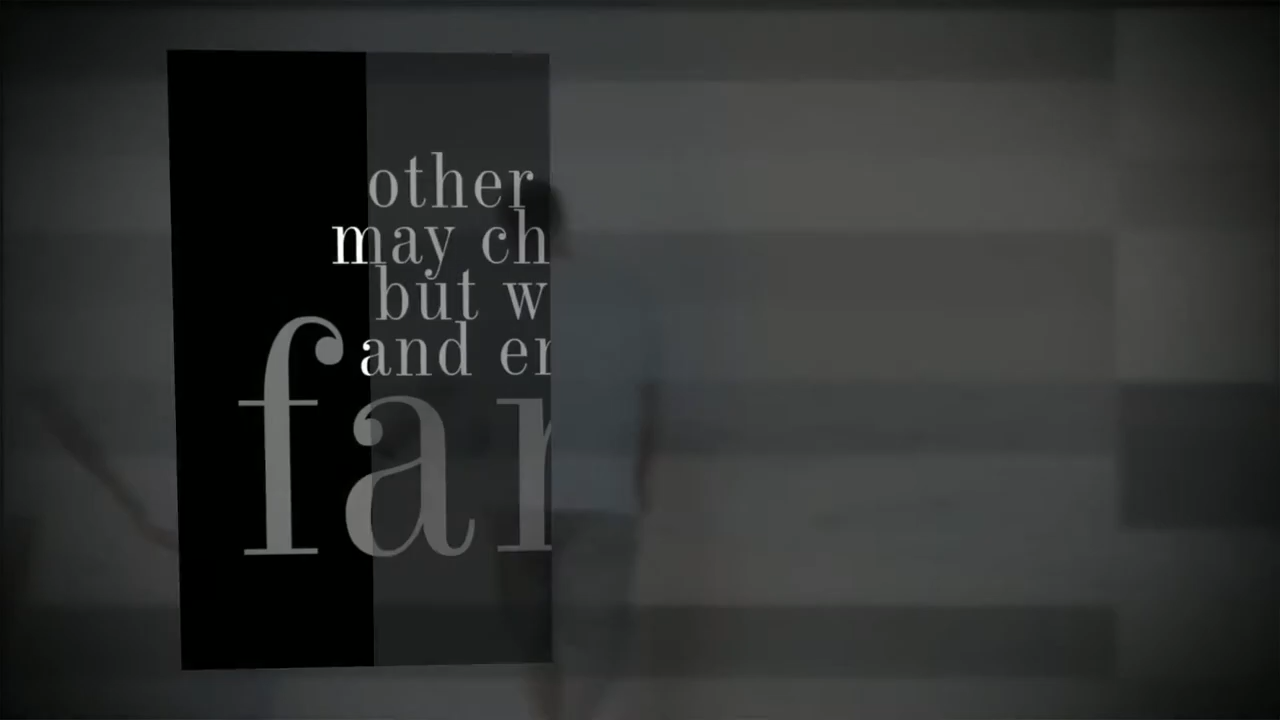 other
may ch
but w
and er
far